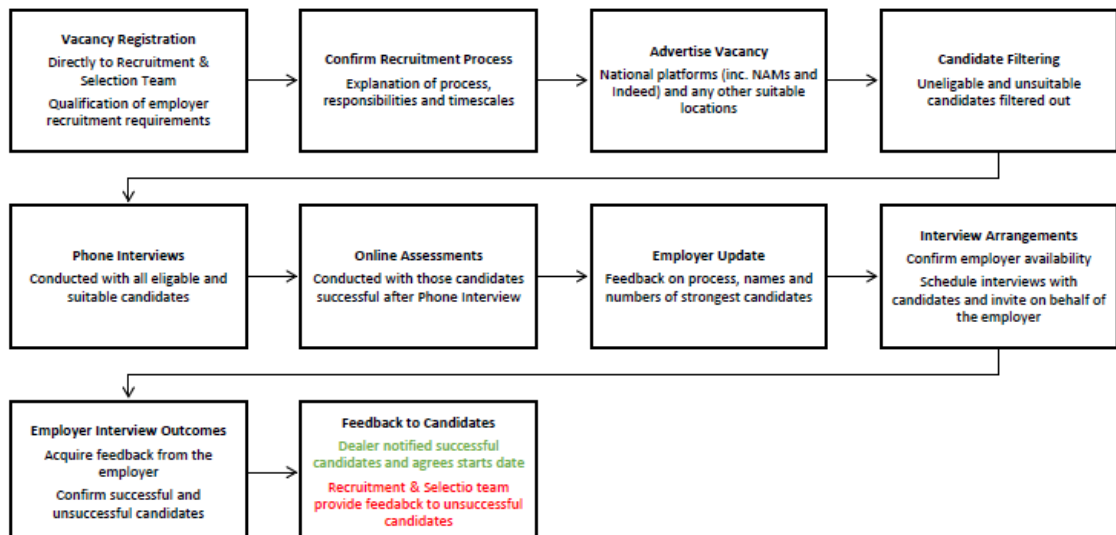 Vacancy Registration
Directly to Recruitment &
Selection Team
Qualification of employer
recruitment requirements
Confirm Recruitment Process
Explanation of process,
responsibilities and timescales
Advertise Vacancy
National platforms (inc. NAMs and
Indeed) and any other suitable
locations
Candidate Filtering
Uneligable and unsuitable
candidates filtered out
Phone Interviews
Conducted with all eligable and
suitable candidates
Online Assessments
Conducted with those candidates
successful after Phone Interview
Employer Update
Feedback on process, names and
numbers of strongest candidates
Interview Arrangements
Confirm employer availability
Schedule interviews with
candidates and invite on behalf of
the employer
Employer Interview Outcomes
Acquire feedback from the
employer
Confirm successful and
unsuccessful candidates
Feedback to Candidates
Dealer notified successful
candidates and agrees starts date
Recruitment & Selectio team
provide feedabck to unsuccessful
candidates